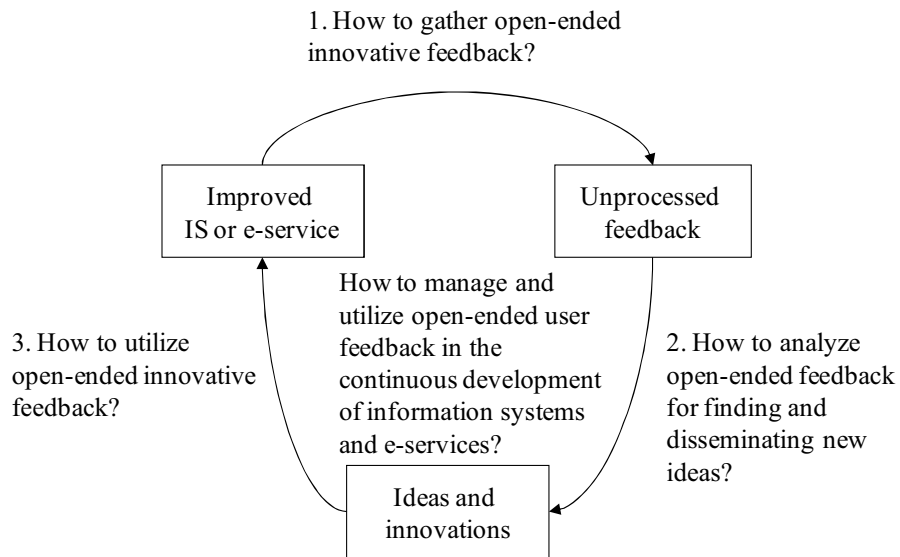 1. How to gather open-ended
innovative feedback?
Improved
IS or e-service
Unprocessed
feedback
How to manage and
utilize open-ended user
feedback in the
continuous development
of information systems
and e-services?
3. How to utilize
open-ended innovative
feedback?
2. How to analyze
open-ended feedback
for finding and
disseminating new
ideas?
Ideas and
innovations